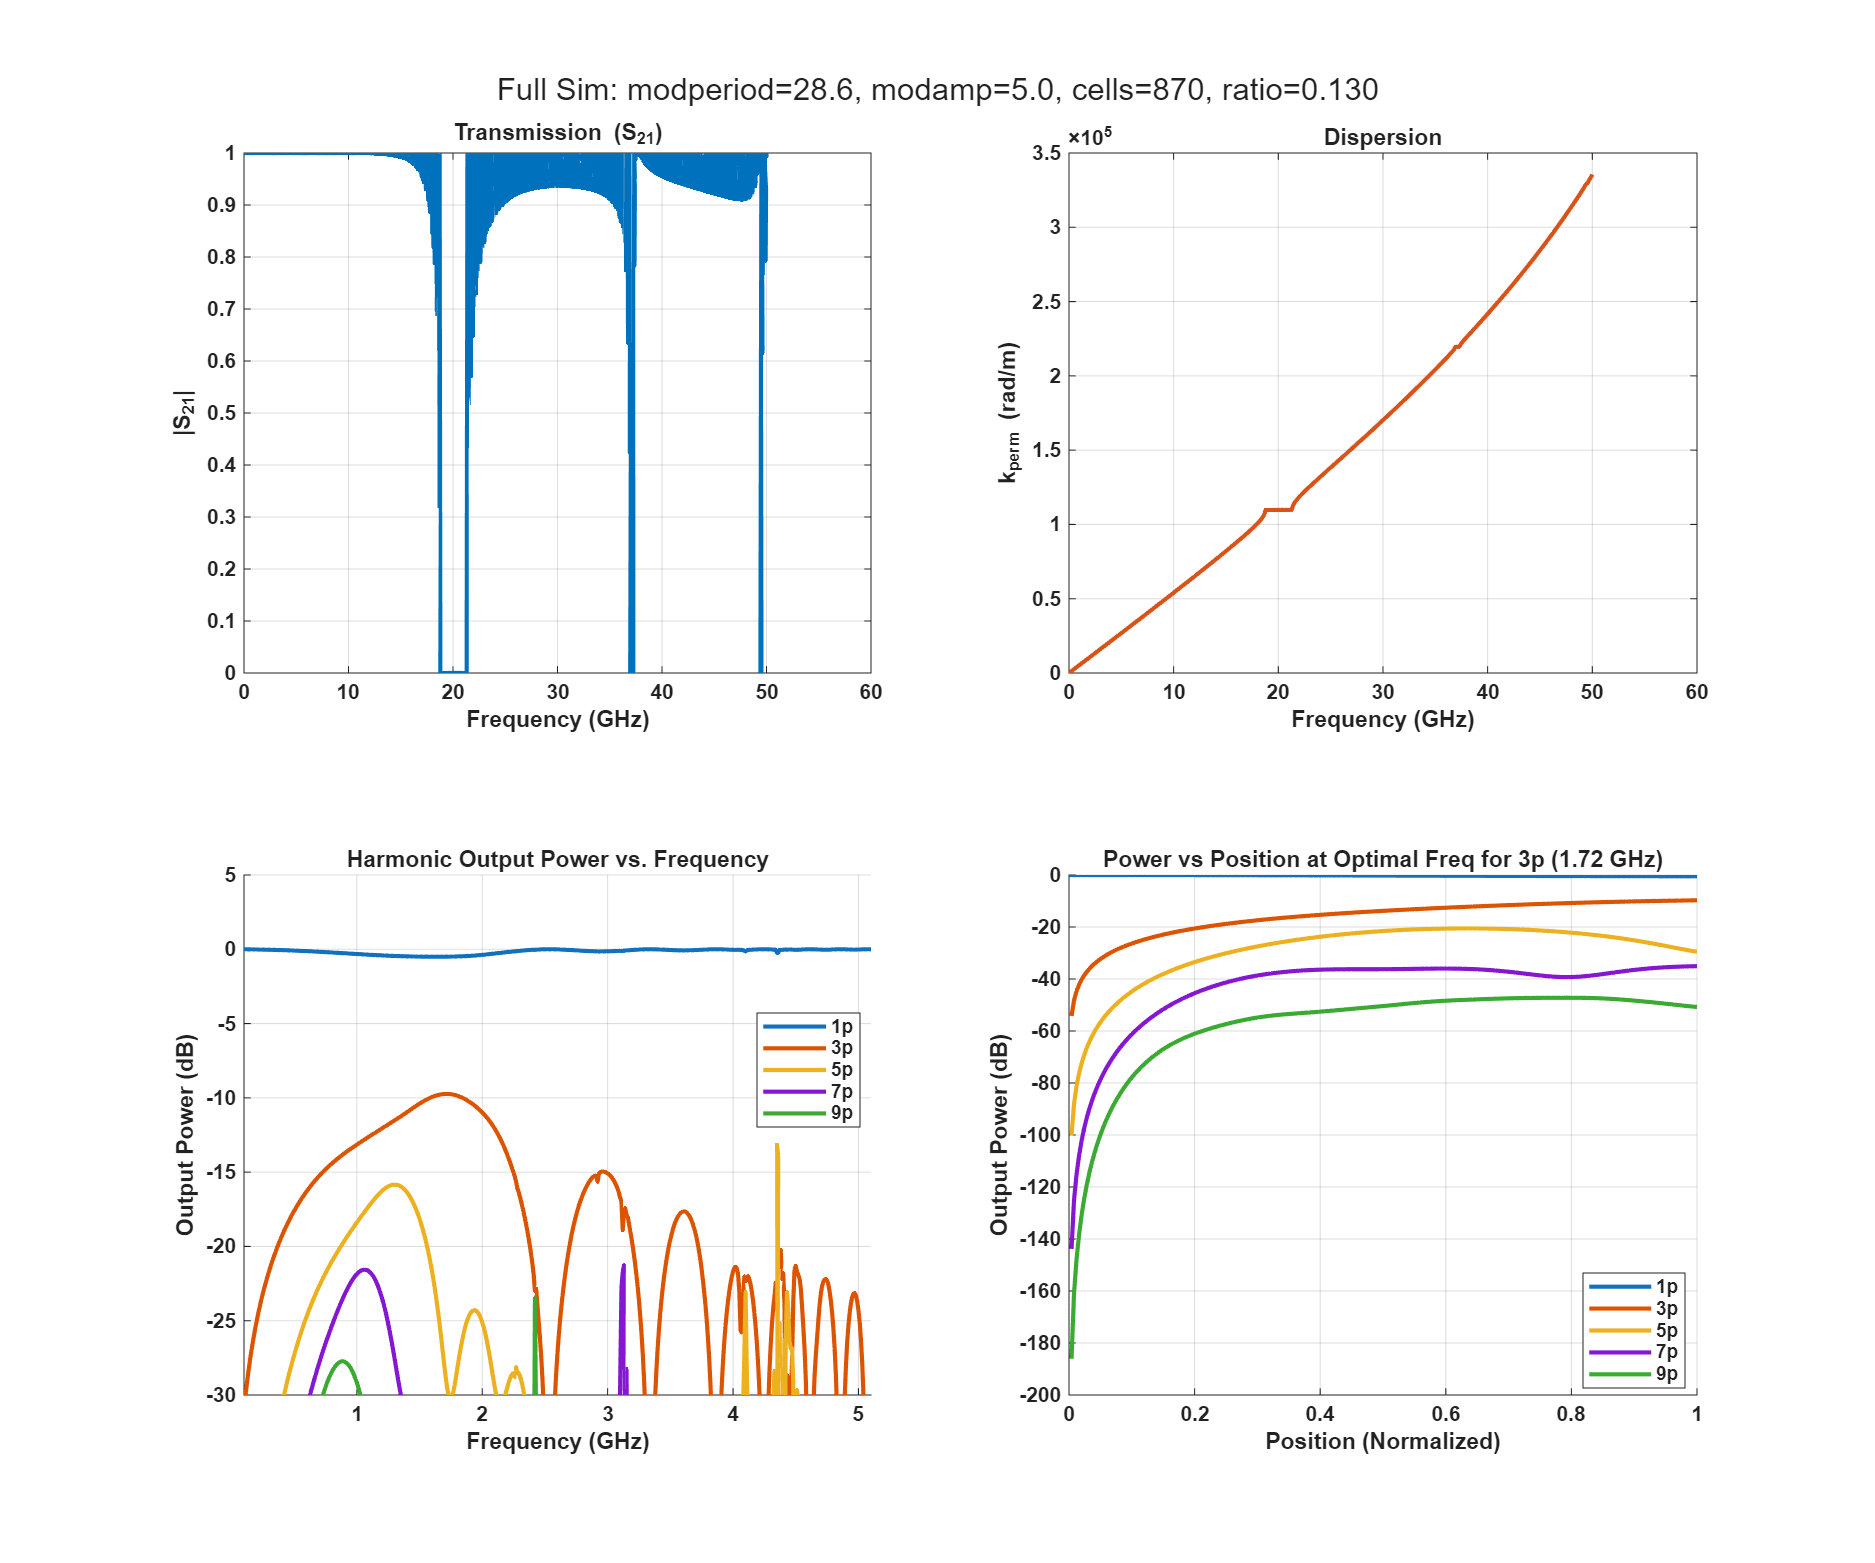 Full Sim: modperiod=28.6, modamp=5.0, cells=870, ratio=0.130
Transmission (S21)
1
0.9
0.8
0.7
0.6
0.5
0.4
0.3
0.2
0.1
0
|S21|
0 10 20 30 40 50 60
Frequency (GHz)
×10⁵
Dispersion
3.5
3
2.5
2
1.5
1
0.5
0
kperm (rad/m)
0 10 20 30 40 50 60
Frequency (GHz)
Harmonic Output Power vs. Frequency
5
0
-5
-10
-15
-20
-25
-30
Output Power (dB)
1p
3p
5p
7p
9p
1 2 3 4 5
Frequency (GHz)
Power vs Position at Optimal Freq for 3p (1.72 GHz)
0
-20
-40
-60
-80
-100
-120
-140
-160
-180
-200
Output Power (dB)
1p
3p
5p
7p
9p
0 0.2 0.4 0.6 0.8 1
Position (Normalized)